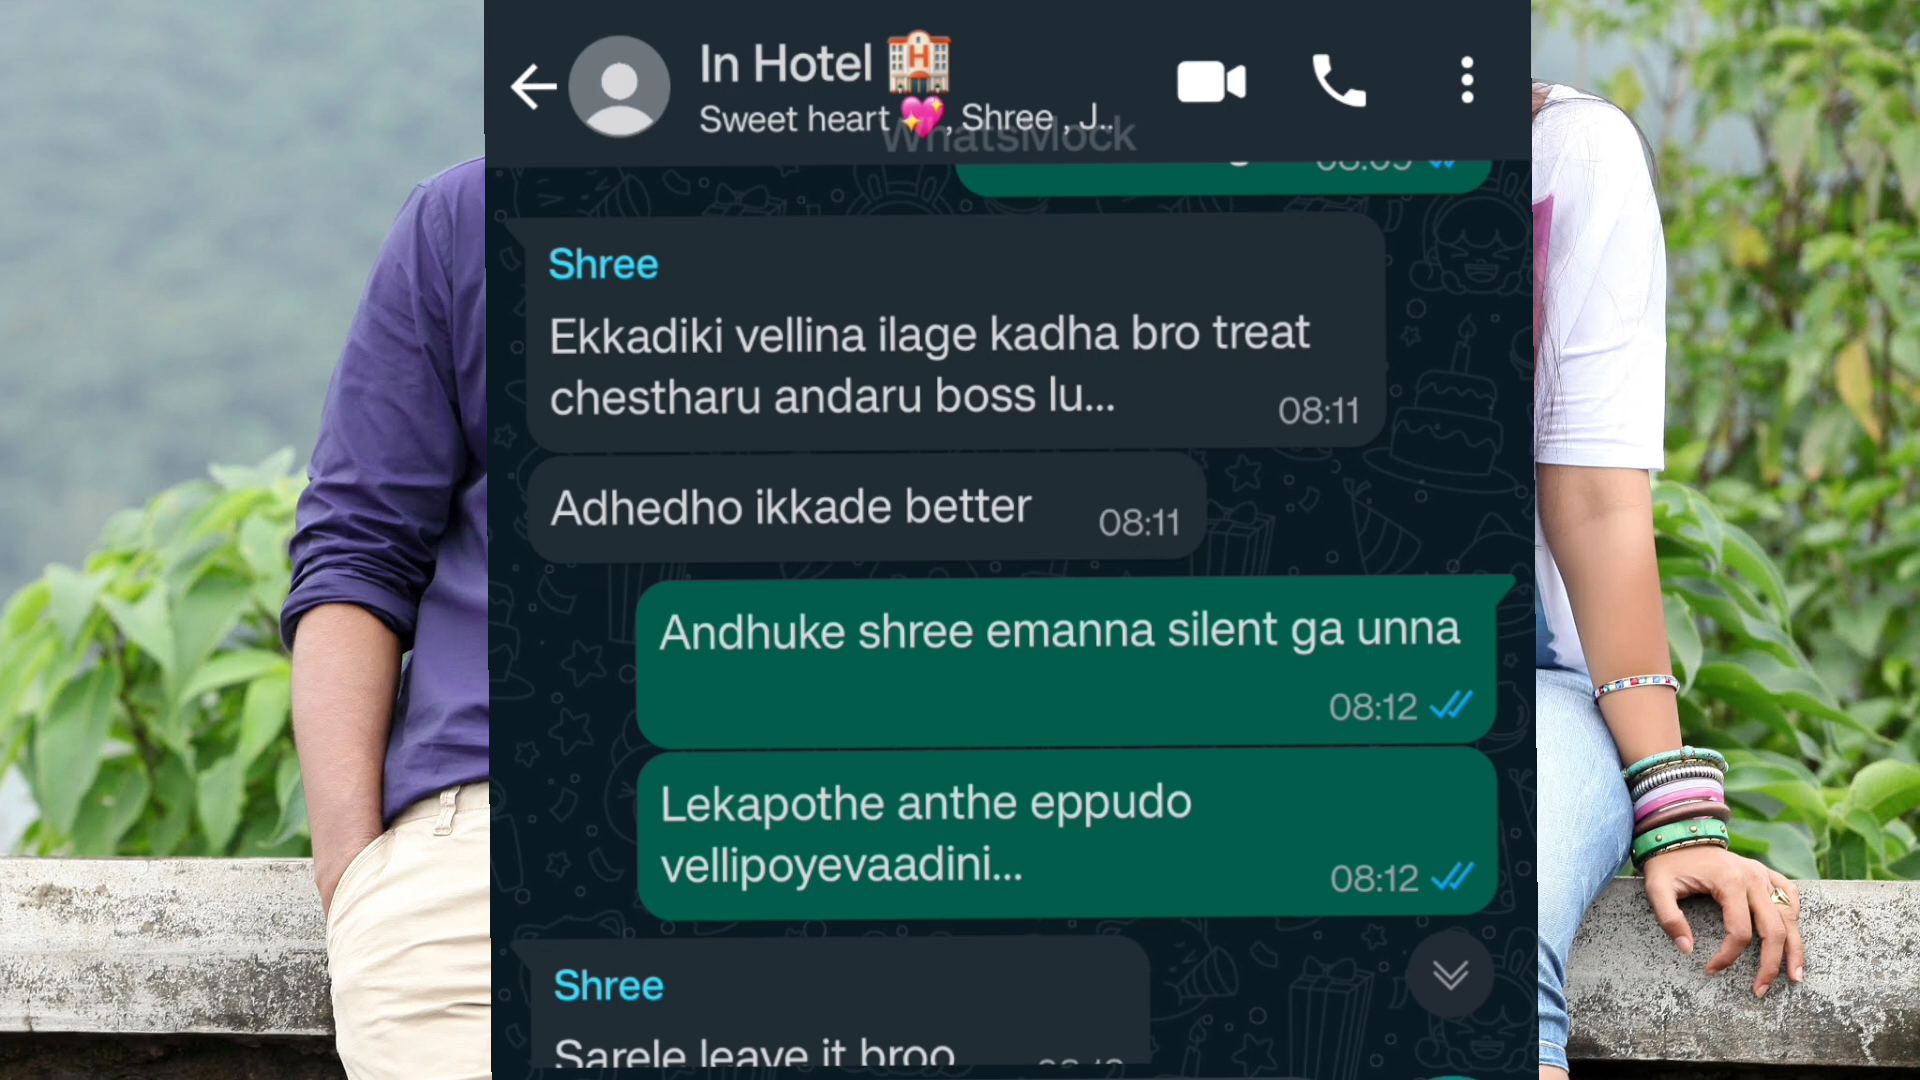 In Hotel 🏨
Sweet heart 💖, Shree , J..
WhatsMock
08:09
Shree
Ekkadiki vellina ilage kadha bro treat
chestharu andaru boss lu...
08:11
Adhedho ikkade better
08:11
Andhuke shree emanna silent ga unna
08:12
Lekapothe anthe eppudo
vellipoyevaadini...
08:12
Shree
Sarele leave it broo